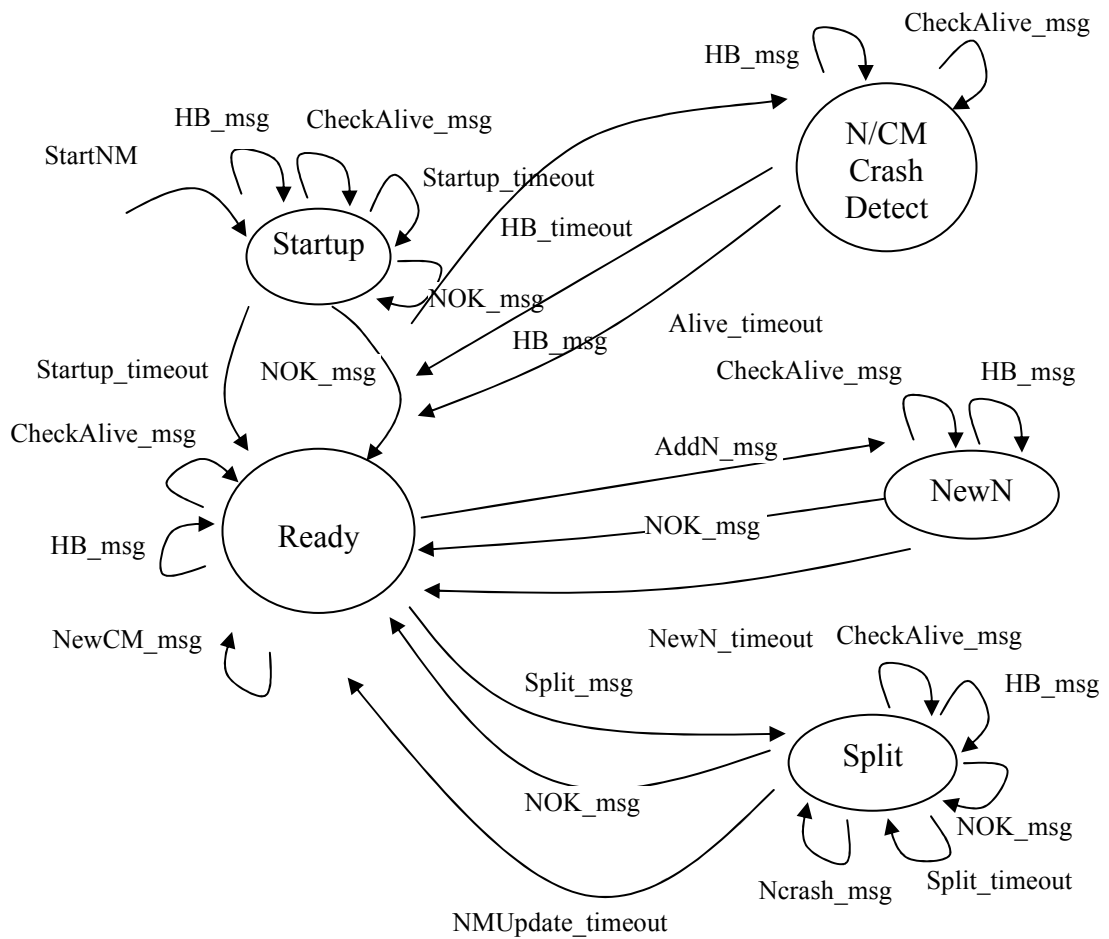 CheckAlive_msg
HB_msg
HB_msg
CheckAlive_msg
N/CM
Crash
Detect
StartNM
Startup_timeout
Startup
HB_timeout
NOK_msg
Alive_timeout
HB_msg
Startup_timeout
NOK_msg
CheckAlive_msg
HB_msg
CheckAlive_msg
AddN_msg
NewN
NOK_msg
Ready
HB_msg
NewCM_msg
NewN_timeout
CheckAlive_msg
Split_msg
HB_msg
Split
NOK_msg
NOK_msg
Ncrash_msg
Split_timeout
NMUpdate_timeout